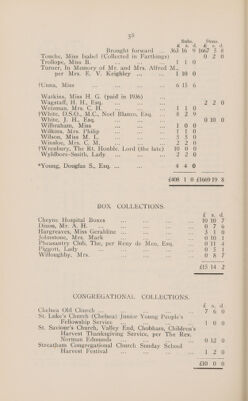 38
Subs. Dons.
£ s. d. £ s. d.
Brought forward ... 363 16 9 1667 5 8
Touche, Miss Isabel (Collected in Farthings) 0 2 0
Trollope, Miss B. ... ... ... 1 1 0
Turner, In Memory of Mr. and Mrs. Alfred M.,
per Mrs. E. V. Keighley ... ... 1 10 0
†Unna, Miss ... ... ... 6 15 6
Watkins, Miss H. G. (paid in 1936)
Wagstaff, H. H., Esq. ... ... 2 2 0
Weizman, Mrs. C. H. ... ... 1 1 0
†White, D.S.O., M.C., Noel Blanco, Esq. 8 2 9
White, J. H., Esq. ... ... 0 10 0
Wilbraham, Miss ... ... 1 0 0
Wilkins, Mrs. Philip ... ... 1 1 0
Wilson, Miss M. L. ... ... 3 3 0
Winsloe, Mrs. C. M. ... ... 2 2 0
†Wrenbury, The Rt. Honble. Lord (the late) 10 0 0
Wyldbore-Smith, Lady ... ... 2 2 0
*Young, Douglas S., Esq. ... ... 4 4 0
£408 1 0 £1669 19 8
BOX COLLECTIONS.
£ s. d.
Cheyne Hospital Boxes ... ... 10 10 7
Dixon, Mr. A. H. ... ... 0 7 6
Hargreaves, Miss Geraldine ... ... 3 1 0
Johnstone, Mrs. Mark ... ... 0 10 1
Pheasantry Club, The, per Reny de Meo, Esq. 0 11 4
Piggott, Lady ... ... 0 5 1
Willoughby, Mrs. ... ... 0 8 7
£15 14 2
CONGREGATIONAL COLLECTIONS.
£ s. d.
Chelsea Old Church ... ... 7 6 0
St. Luke's Church (Chelsea) Junior Young People's
Fellowship Service ... ... 1 0 0
St. Saviour's Church, Valley End, Chobham, Children's
Harvest Thanksgiving Service, per The Rev.
Norman Edmunds ... ... 0 12 0
Streatham Congregational Church Sunday School
Harvest Festival ... ... 1 2 0
£10 0 0